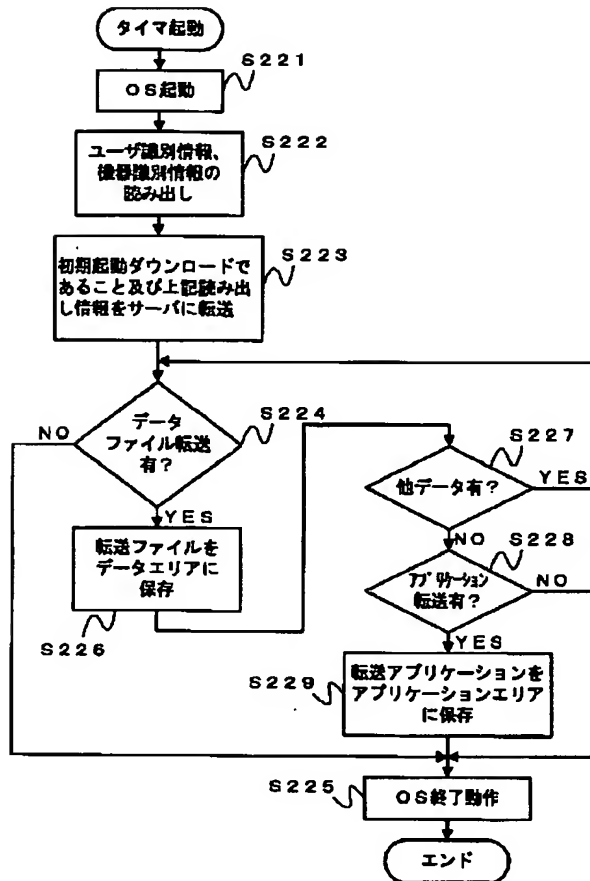 タイマ起動
S221
OS起動
S222
ユーザ識別情報、
機器識別情報の
読み出し
S223
初期起動ダウンロードで
あること及び上記読み出
し情報をサーバに転送
S224
データ
ファイル転送
有?
NO
YES
S226
転送ファイルを
データエリアに
保存
S227
他データ有?
YES
NO
S228
アプリケーション
転送有?
NO
YES
S229
転送アプリケーションを
アプリケーションエリア
に保存
S225
OS終了動作
エンド